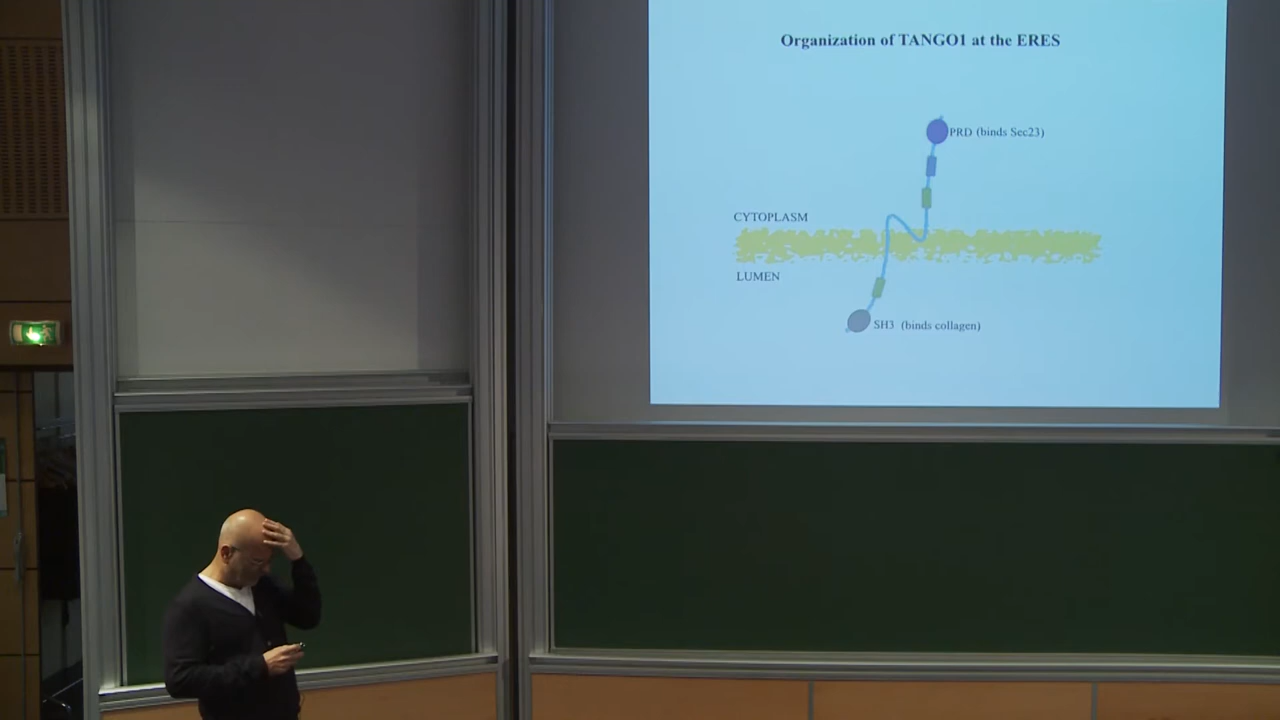 Organization of TANGO1 at the ERES
PRD (binds Sec23)
CYTOPLASM
LUMEN
SH3 (binds collagen)